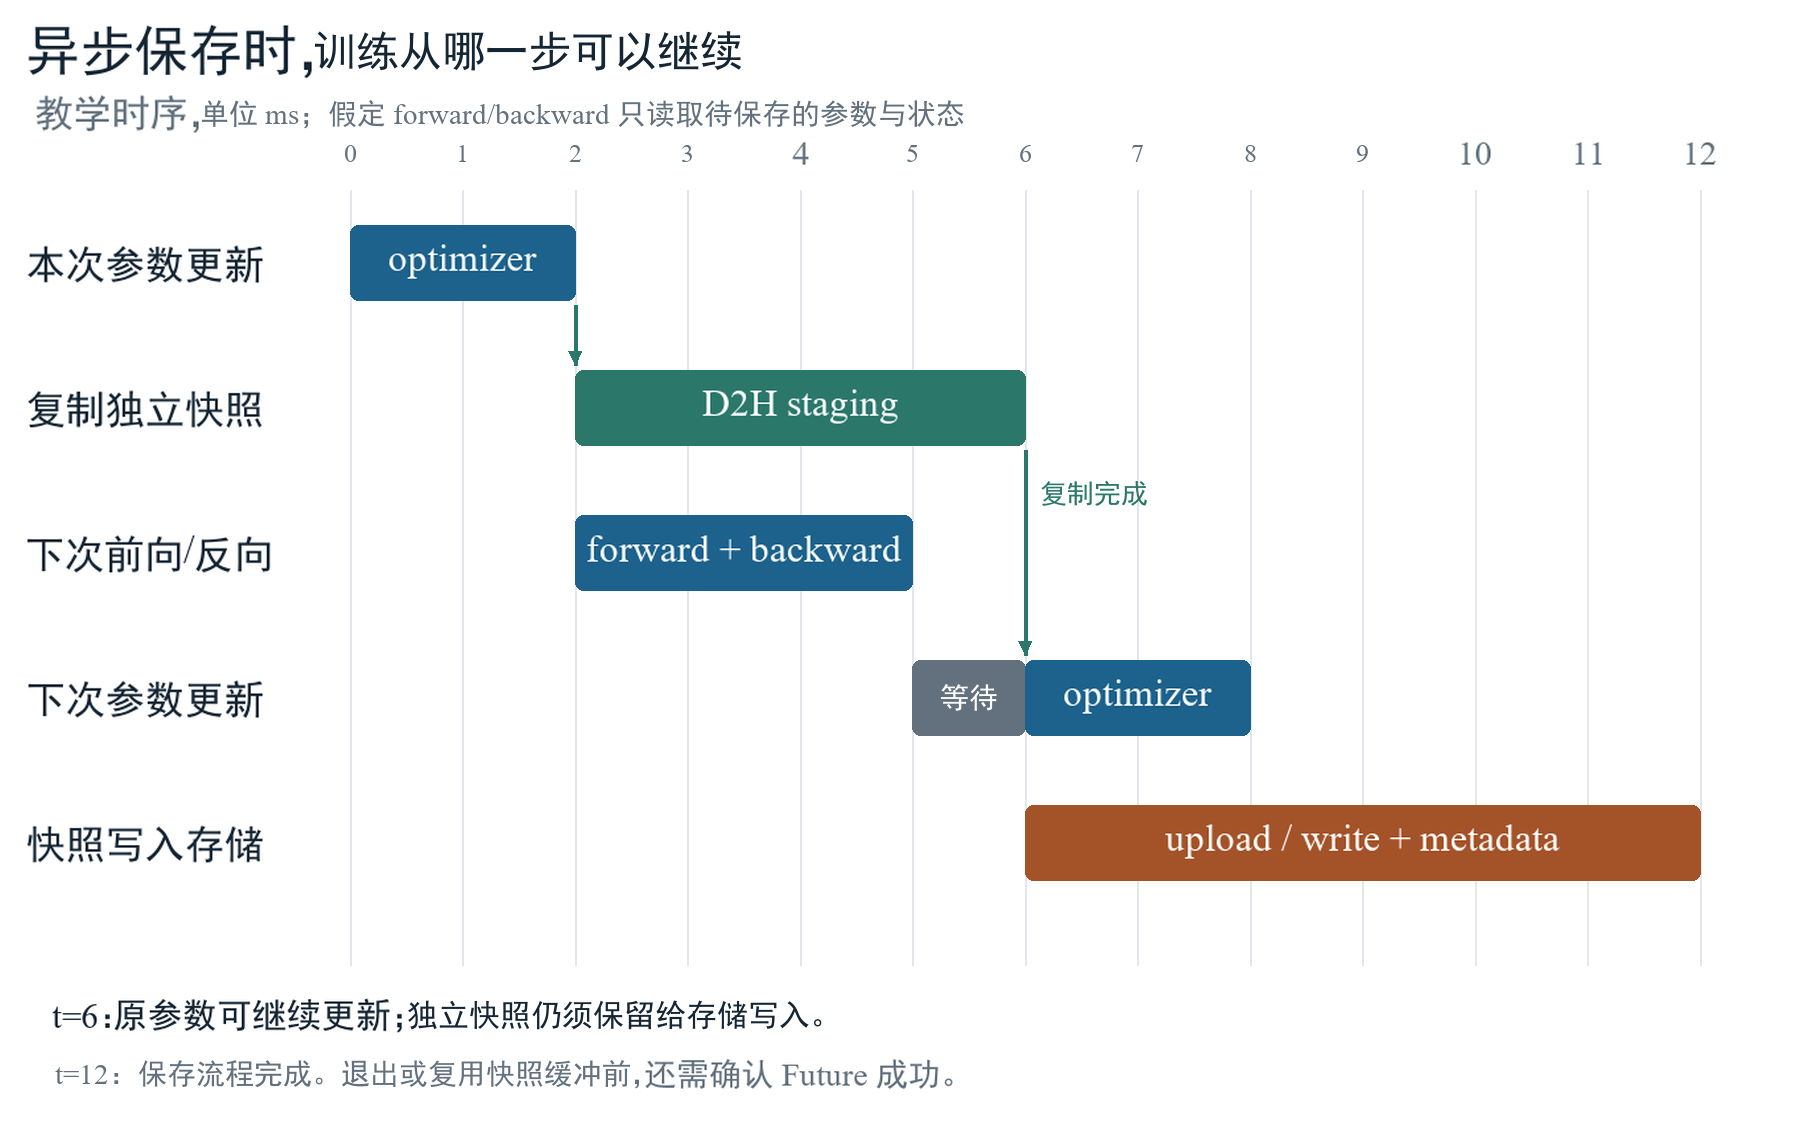 异步保存时,训练从哪一步可以继续
教学时序,单位 ms；假定 forward/backward 只读取待保存的参数与状态
0 1 2 3 4 5 6 7 8 9 10 11 12
本次参数更新 optimizer
复制独立快照 D2H staging
复制完成
下次前向/反向 forward + backward
下次参数更新 等待 optimizer
快照写入存储 upload / write + metadata
t=6:原参数可继续更新;独立快照仍须保留给存储写入。
t=12：保存流程完成。退出或复用快照缓冲前,还需确认 Future 成功。